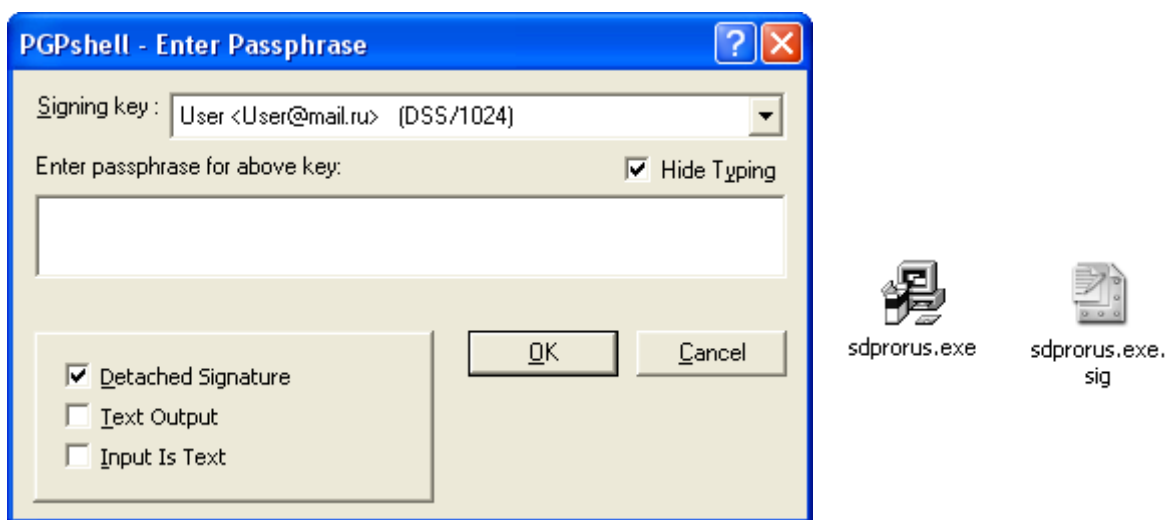 PGPshell - Enter Passphrase
Signing key :
User <User@mail.ru> (DSS/1024)
Enter passphrase for above key:
Hide Typing
OK
Cancel
Detached Signature
Text Output
Input Is Text
sdprorus.exe
sdprorus.exe.
sig